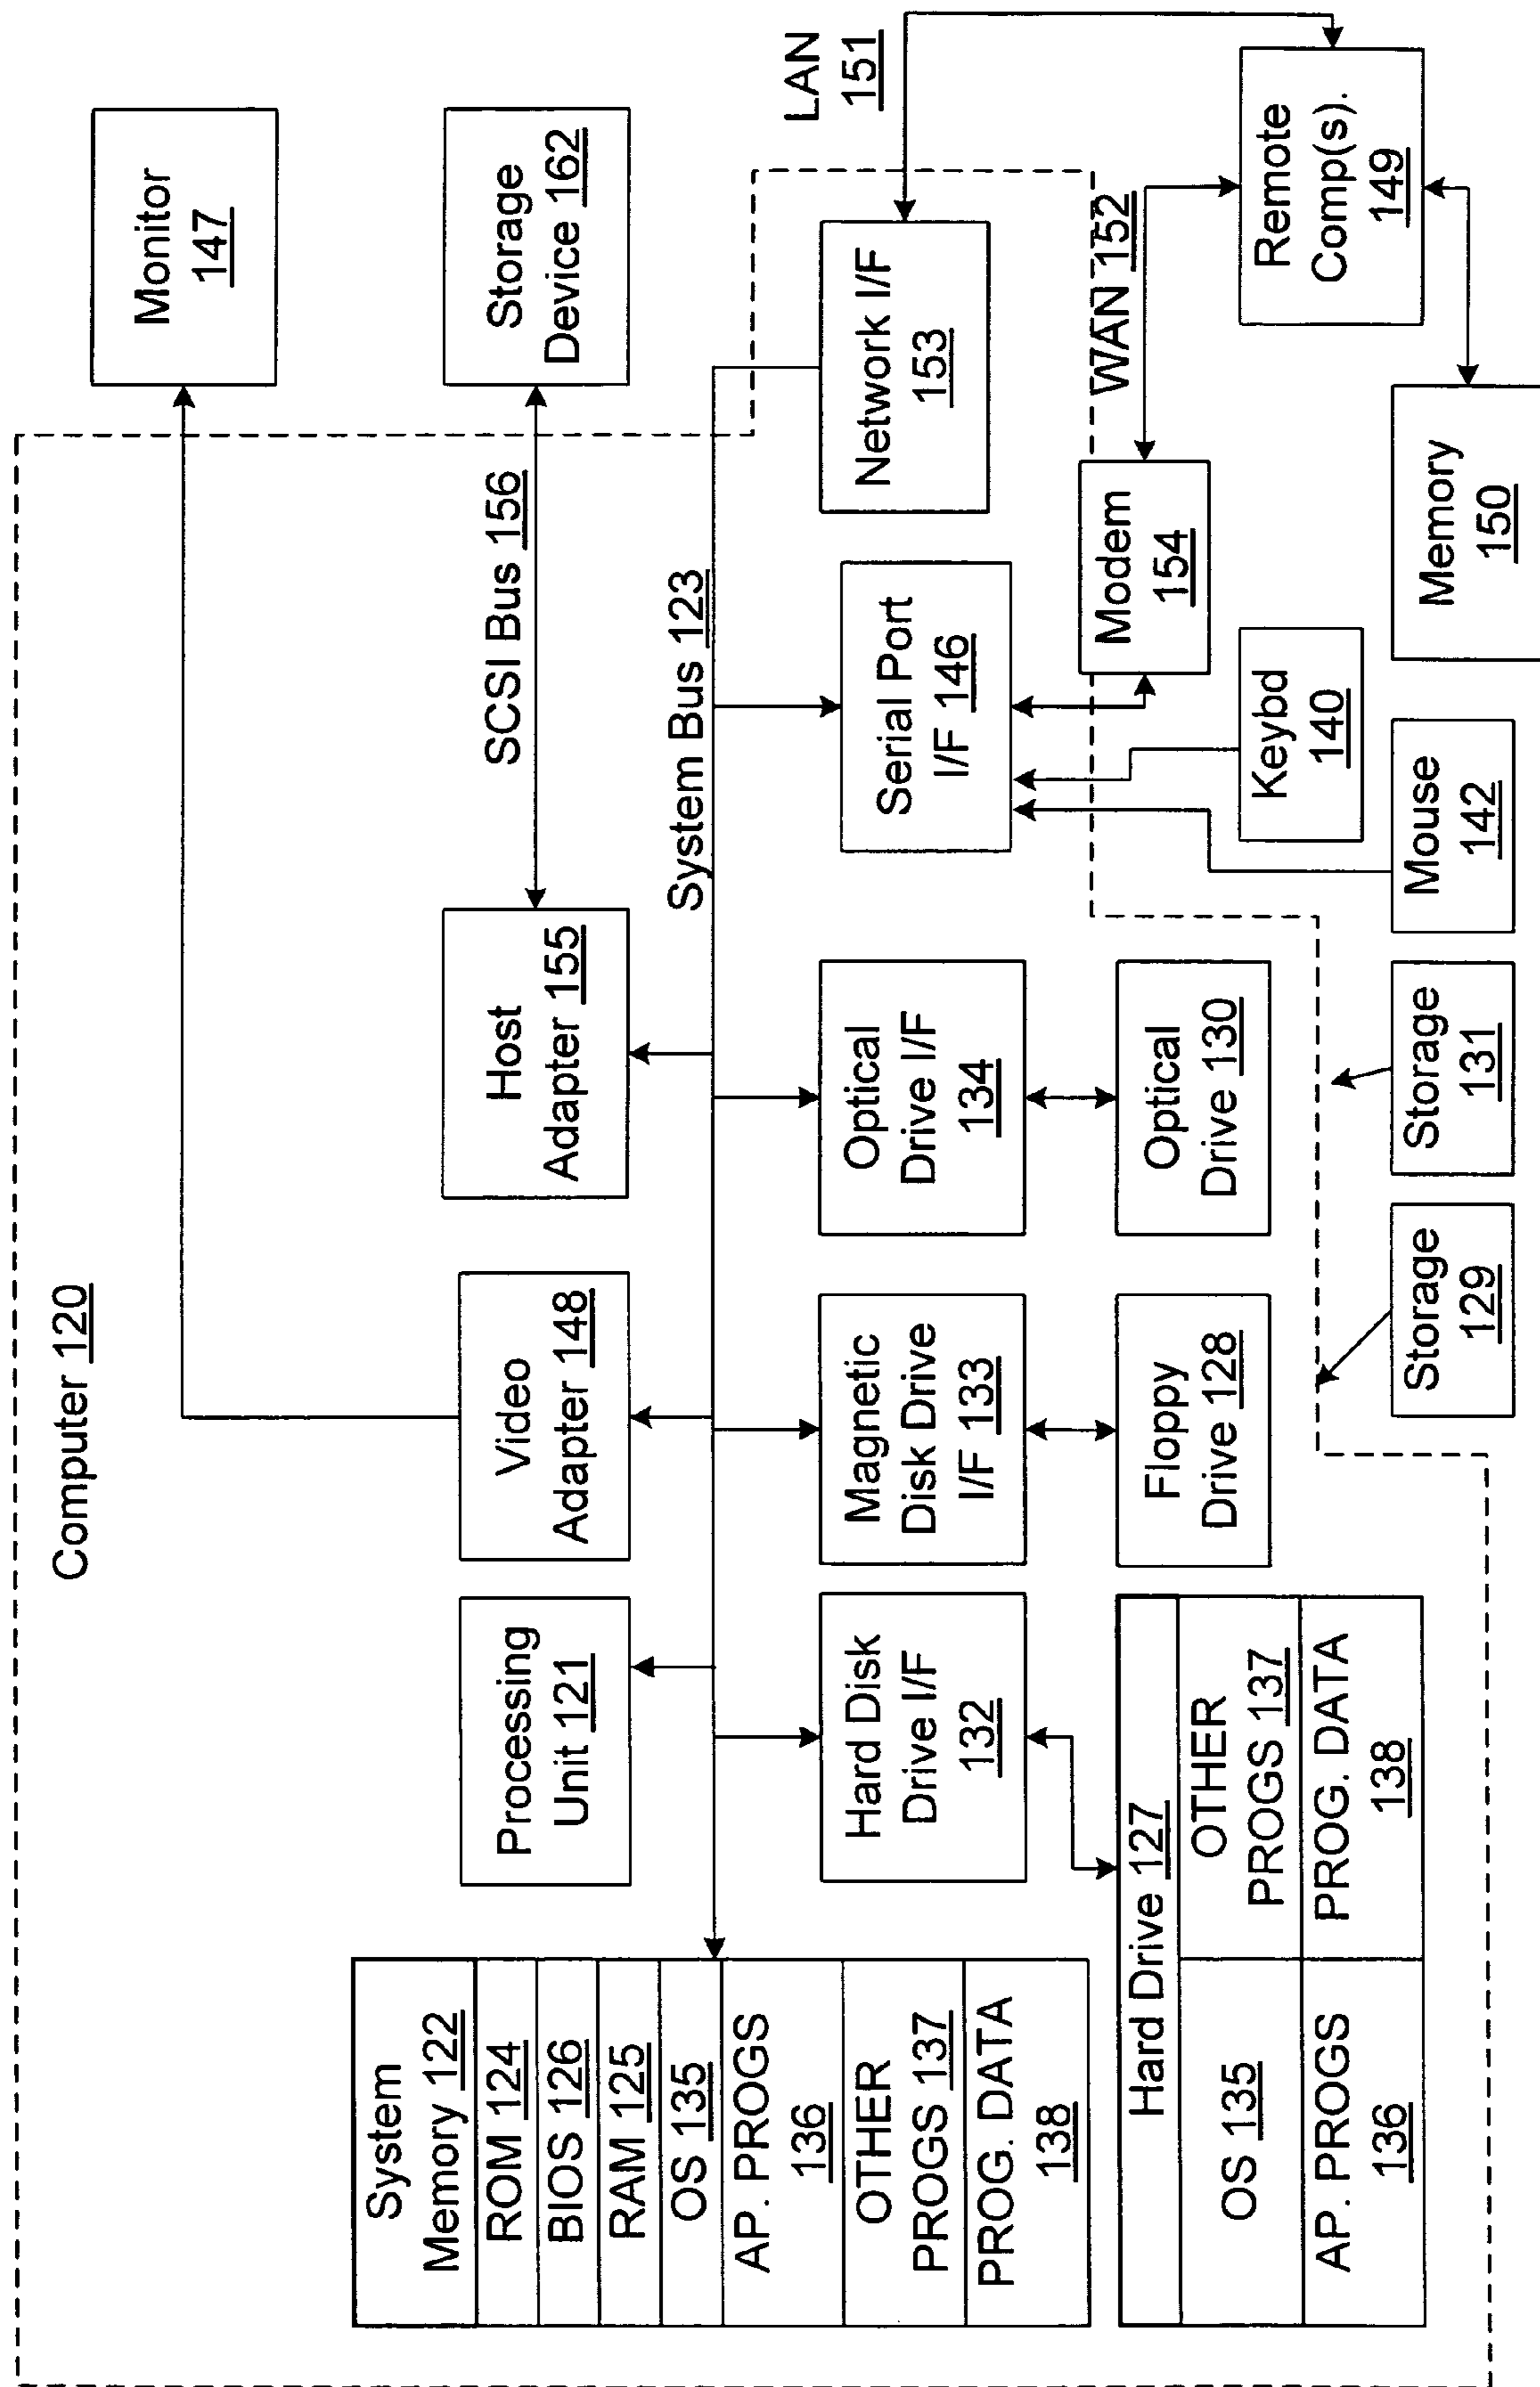 Computer 120
Monitor
147
System
Memory 122
ROM 124
BIOS 126
RAM 125
OS 135
AP. PROGS
136
OTHER
PROGS 137
PROG. DATA
138
Processing
Unit 121
Video
Adapter 148
Host
Adapter 155
SCSI Bus 156
Storage
Device 162
System Bus 123
Hard Disk
Drive I/F
132
Magnetic
Disk Drive
I/F 133
Optical
Drive I/F
134
Serial Port
I/F 146
Network I/F
153
LAN
151
Hard Drive 127
OS 135
OTHER
PROGS 137
AP. PROGS
136
PROG. DATA
138
Floppy
Drive 128
Optical
Drive 130
Modem
154
WAN 152
Remote
Comp(s).
149
Storage
129
Storage
131
Mouse
142
Keybd
140
Memory
150